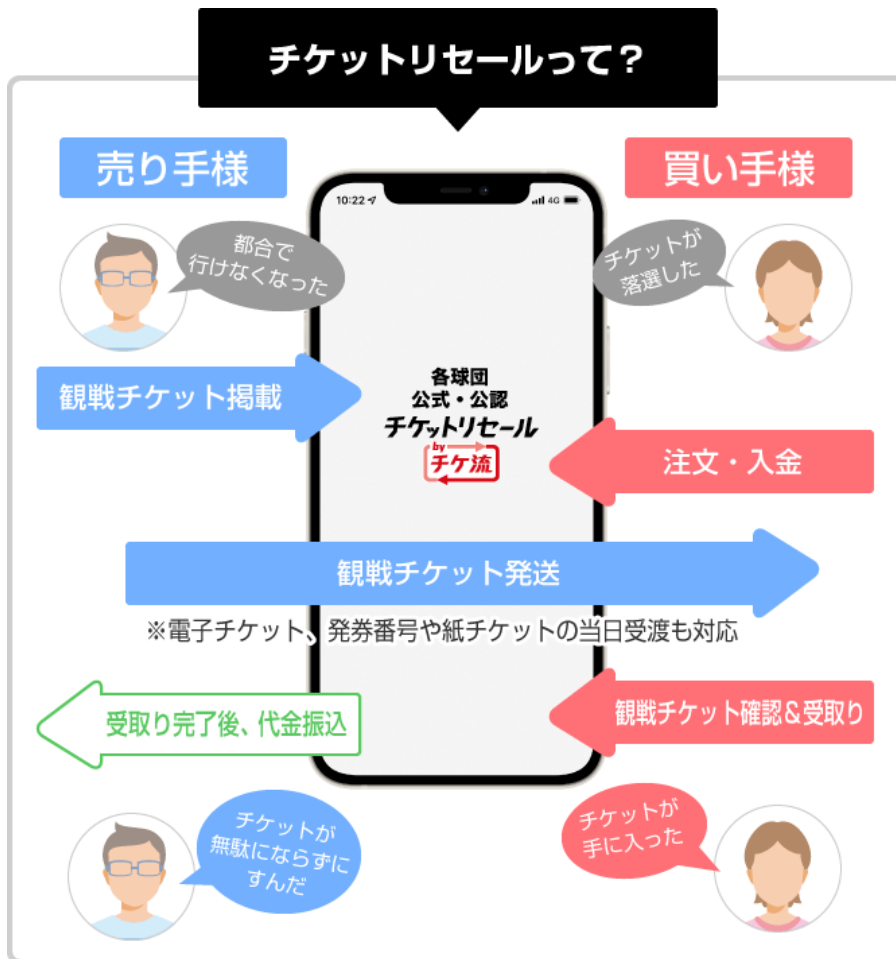 チケットリセールって？
売り手様
買い手様
10:22
4G
都合で
行けなくなった
チケットが
落選した
観戦チケット掲載
各球団
公式・公認
チケットリセール
by
チケ流
注文・入金
観戦チケット発送
※電子チケット、発券番号や紙チケットの当日受渡も対応
受取り完了後、代金振込
観戦チケット確認＆受取り
チケットが
無駄にならずに
すんだ
チケットが
手に入った